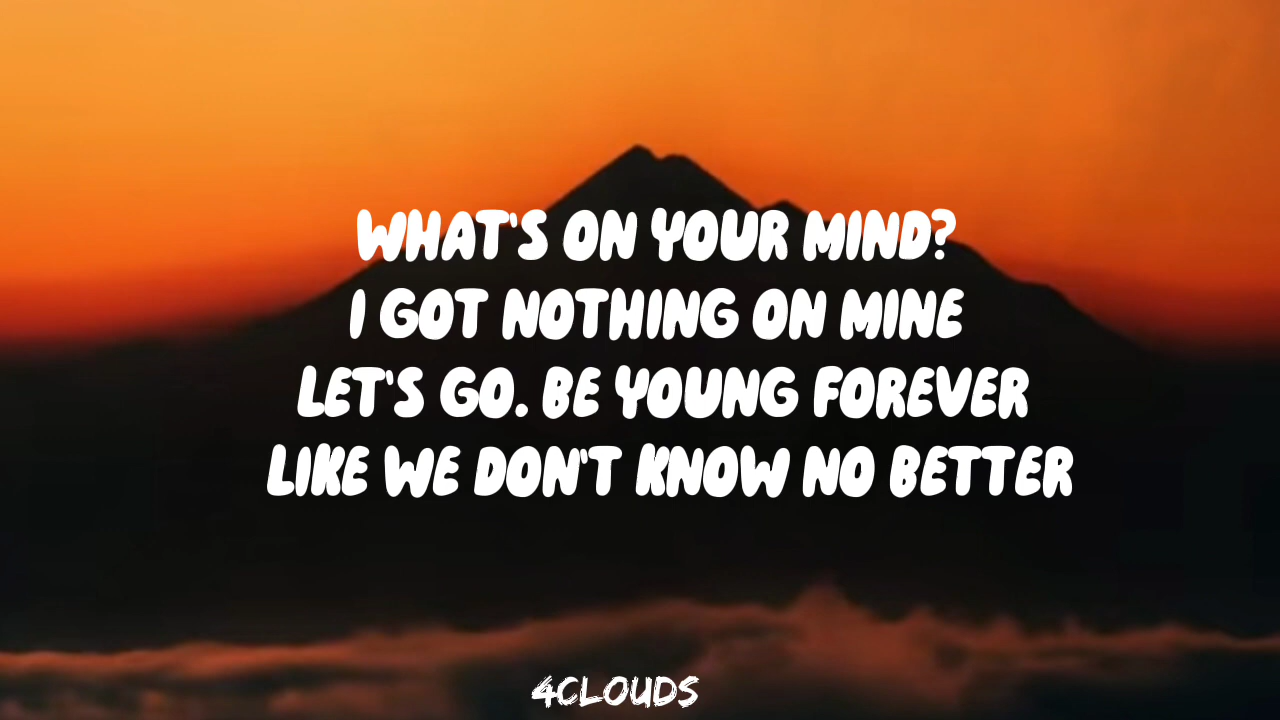 WHAT'S ON YOUR MIND?
I GOT NOTHING ON MINE
LET'S GO. BE YOUNG FOREVER
LIKE WE DON'T KNOW NO BETTER
4CLOUDS